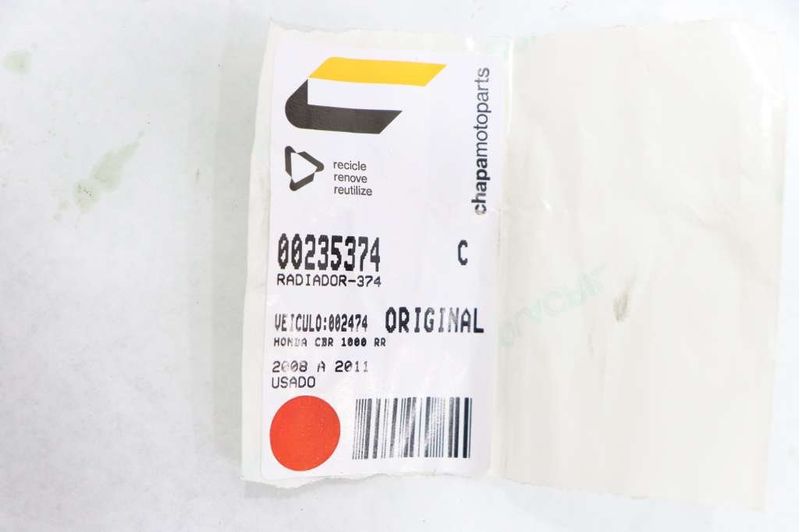 chapamotoparts
recicle
renove
reutilize
00235374 C
RADIADOR-374
VEICULO:002474 ORIGINAL
HONDA CBR 1000 RR
2008 A 2011
USADO